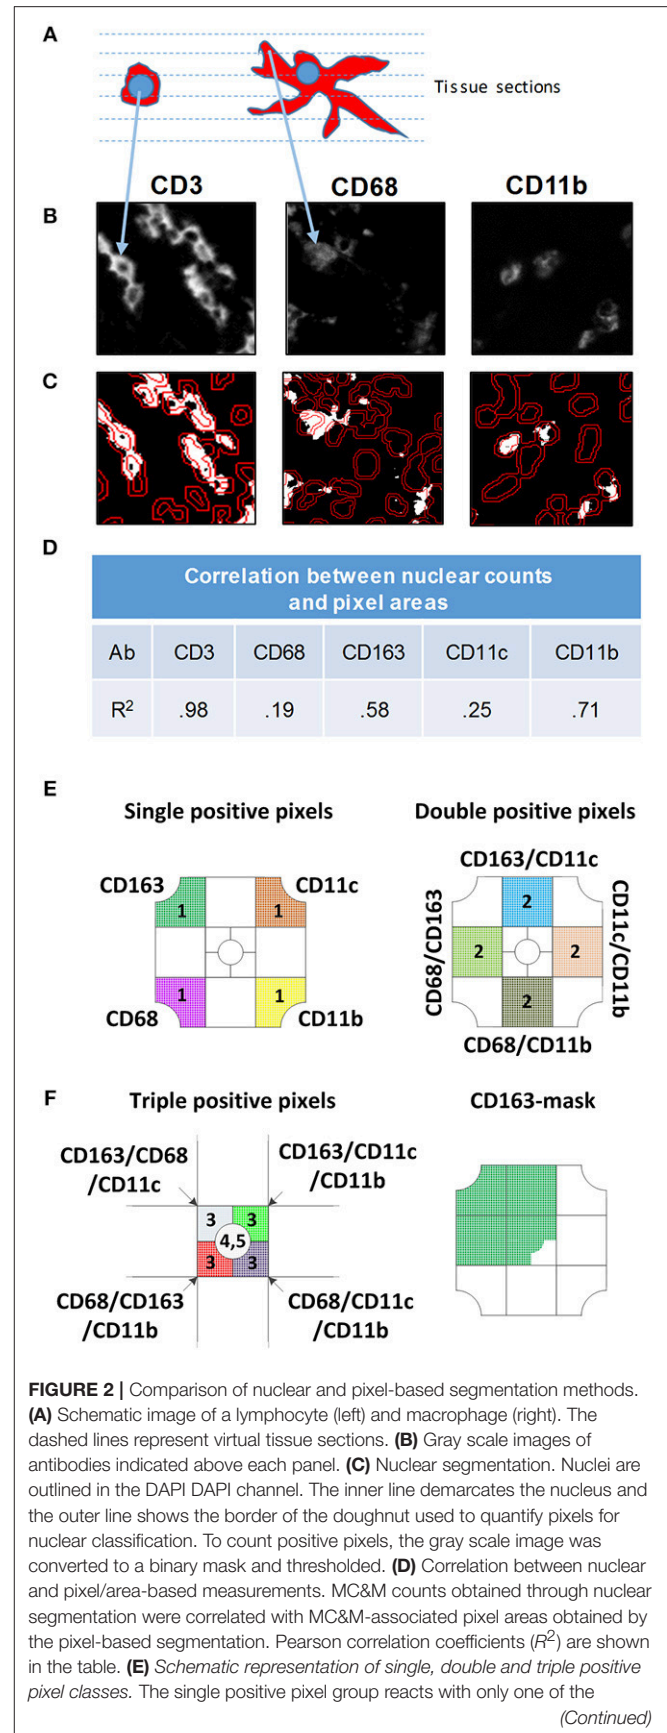 A
Tissue sections
CD3 CD68 CD11b
B
C
D
Correlation between nuclear counts
and pixel areas
Ab CD3 CD68 CD163 CD11c CD11b
R² .98 .19 .58 .25 .71
E
Single positive pixels
CD163 CD11c
1 1
1 1
CD68 CD11b
Double positive pixels
CD163/CD11c
2
CD68/CD163
2 2
CD11c/CD11b
2
CD68/CD11b
F
Triple positive pixels
CD163/CD68
/CD11c
CD163/CD11c
/CD11b
3 3
4,5
3 3
CD68/CD163
/CD11b
CD68/CD11c
/CD11b
CD163-mask
FIGURE 2 | Comparison of nuclear and pixel-based segmentation methods.
(A) Schematic image of a lymphocyte (left) and macrophage (right). The
dashed lines represent virtual tissue sections. (B) Gray scale images of
antibodies indicated above each panel. (C) Nuclear segmentation. Nuclei are
outlined in the DAPI DAPI channel. The inner line demarcates the nucleus and
the outer line shows the border of the doughnut used to quantify pixels for
nuclear classification. To count positive pixels, the gray scale image was
converted to a binary mask and thresholded. (D) Correlation between nuclear
and pixel/area-based measurements. MC&M counts obtained through nuclear
segmentation were correlated with MC&M-associated pixel areas obtained by
the pixel-based segmentation. Pearson correlation coefficients (R²) are shown
in the table. (E) Schematic representation of single, double and triple positive
pixel classes. The single positive pixel group reacts with only one of the
(Continued)